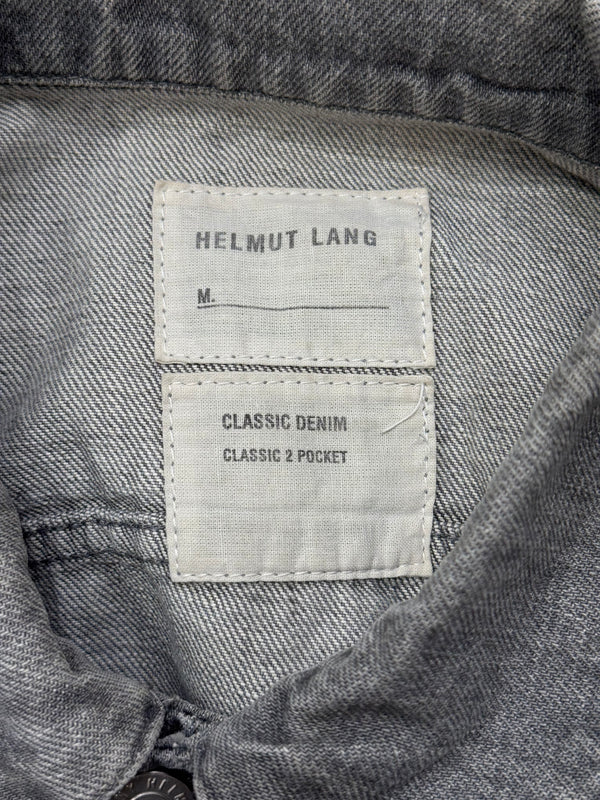 HELMUT LANG
M.
CLASSIC DENIM
CLASSIC 2 POCKET